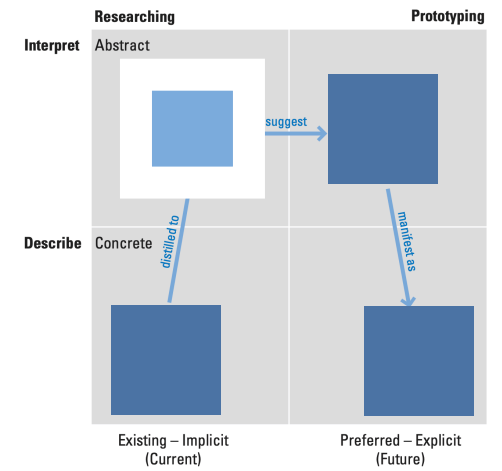 Researching
Prototyping
Interpret
Abstract
suggest
distilled to
manifest as
Describe
Concrete
Existing – Implicit
(Current)
Preferred – Explicit
(Future)